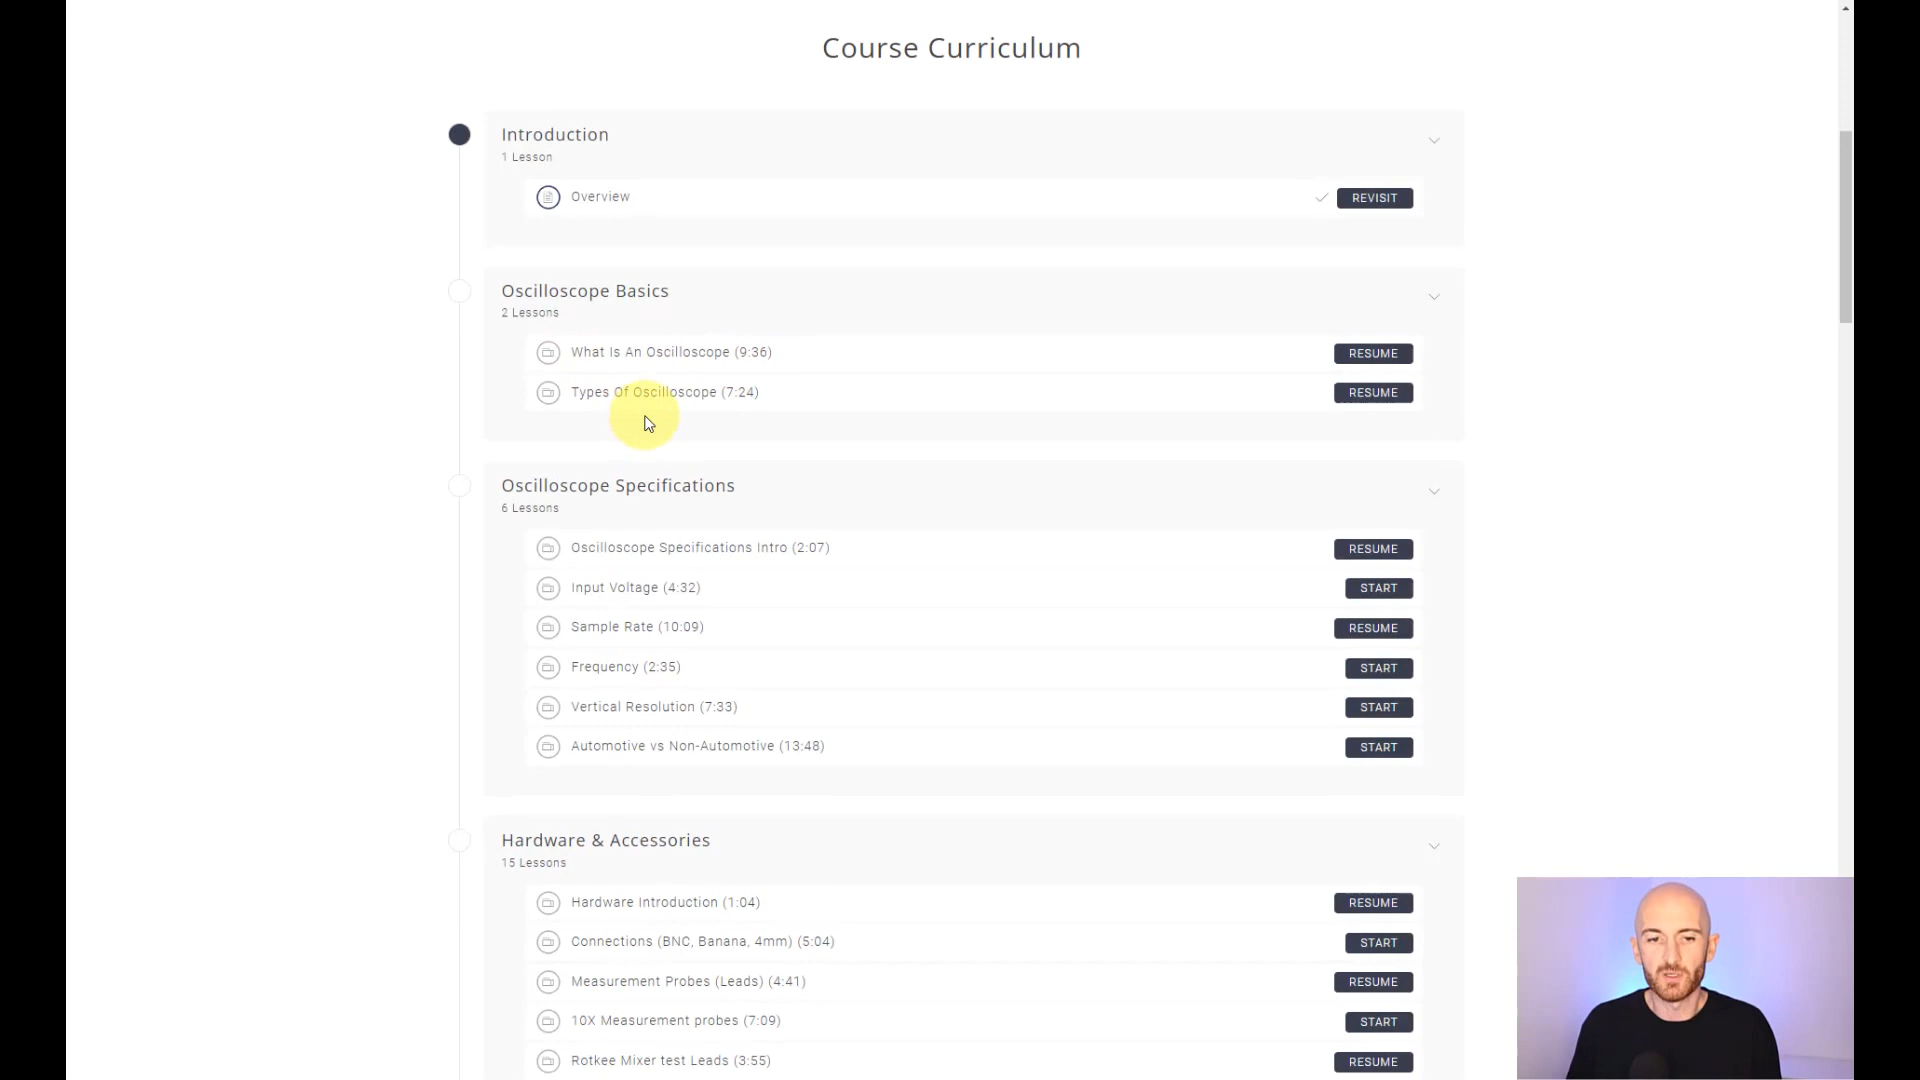 Course Curriculum
Introduction
1 Lesson
Overview
REVISIT
Oscilloscope Basics
2 Lessons
What Is An Oscilloscope (9:36)
RESUME
Types Of Oscilloscope (7:24)
RESUME
Oscilloscope Specifications
6 Lessons
Oscilloscope Specifications Intro (2:07)
RESUME
Input Voltage (4:32)
START
Sample Rate (10:09)
RESUME
Frequency (2:35)
START
Vertical Resolution (7:33)
START
Automotive vs Non-Automotive (13:48)
START
Hardware & Accessories
15 Lessons
Hardware Introduction (1:04)
RESUME
Connections (BNC, Banana, 4mm) (5:04)
START
Measurement Probes (Leads) (4:41)
RESUME
10X Measurement probes (7:09)
START
Rotkee Mixer test Leads (3:55)
RESUME